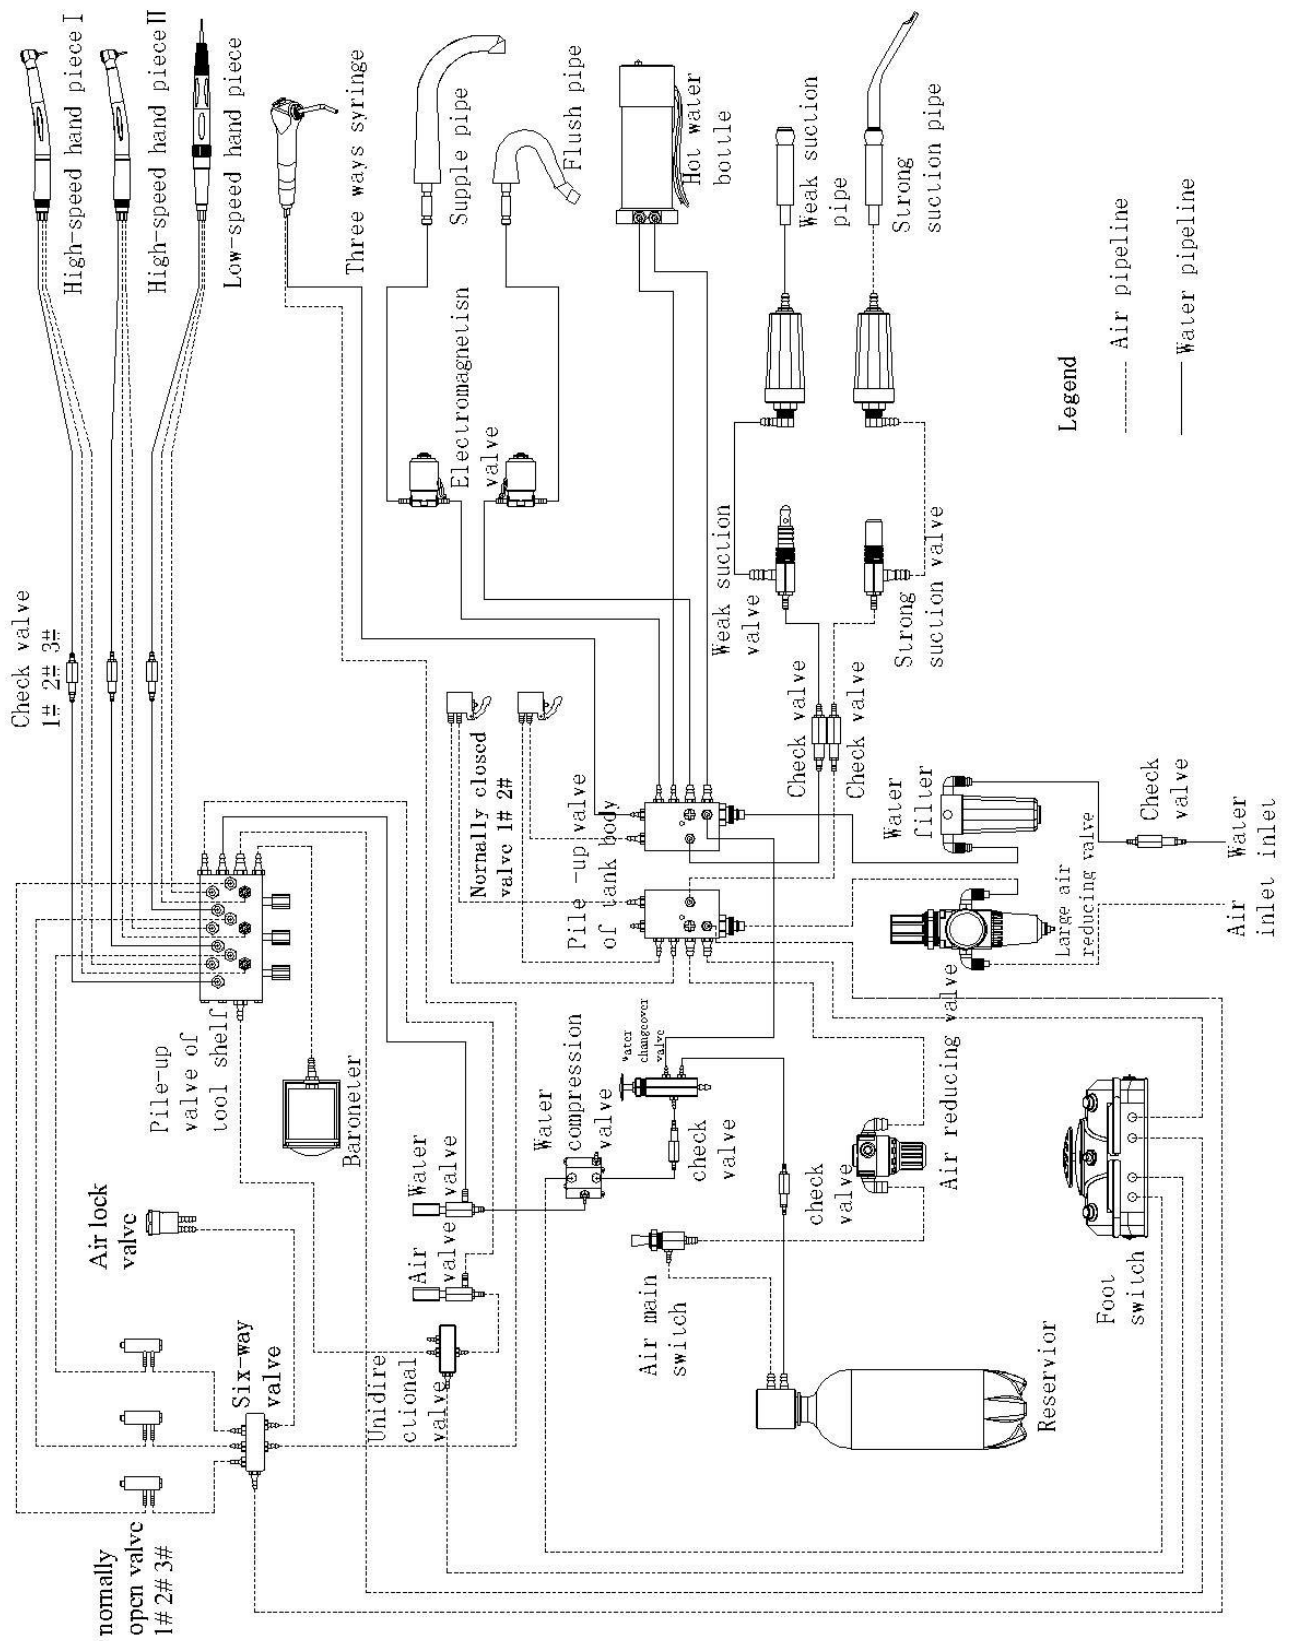 High-speed hand piece Ⅰ
High-speed hand piece Ⅱ
Low-speed hand piece
Three ways syringe
Supple pipe
Flush pipe
Hot water
bottle
Weak suction
pipe
Strong
suction pipe
Electromagnetisn
valve
Legend
Air pipeline
Water pipeline
Check valve
1# 2# 3#
Weak suction
valve
Strong
suction valve
Check valve
Check valve
Nornally closed
valve 1# 2#
Pile -up valve
of tank body
Water
filter
Check
valve
Water
inlet
Air
inlet
Large air
reducing valve
Pile-up
valve of
tool shelf
Baroneter
Water
compression
valve
Water
changeover
valve
check
valve
check
valve
Air reducing valve
Air lock
valve
Water
valve
Air
valve
Air main
switch
Foot
switch
Six-way
valve
Unidire
ctional
valve
Reservior
normally
open valve
1# 2# 3#